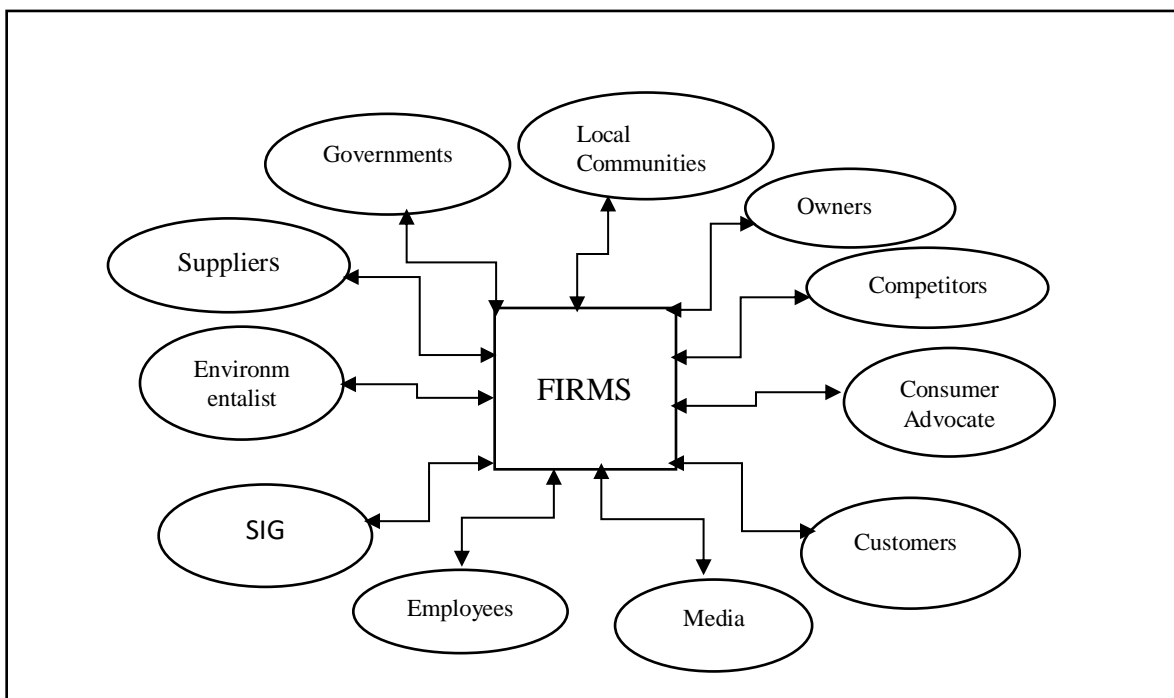 Governments
Local
Communities
Owners
Suppliers
Competitors
Environm
entalist
FIRMS
Consumer
Advocate
SIG
Customers
Employees
Media